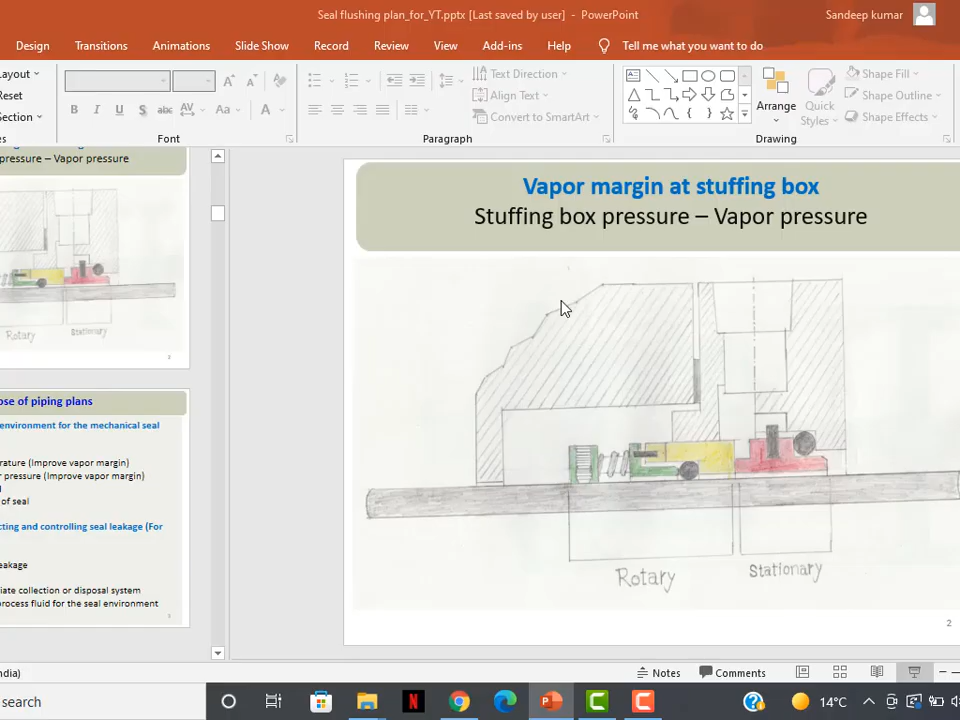 Seal flushing plan_for_YT.pptx [Last saved by user] - PowerPoint
Sandeep kumar
Design
Transitions
Animations
Slide Show
Record
Review
View
Add-ins
Help
Tell me what you want to do
Layout
Reset
Section
Font
B I U S abc AV Aa A
Text Direction
Align Text
Convert to SmartArt
Paragraph
Arrange
Quick
Styles
Shape Fill
Shape Outline
Shape Effects
Drawing
pressure – Vapor pressure
Rotary
Stationary
ose of piping plans
environment for the mechanical seal
rature (Improve vapor margin)
r pressure (Improve vapor margin)
of seal
cting and controlling seal leakage (For
eakage
iate collection or disposal system
process fluid for the seal environment
Vapor margin at stuffing box
Stuffing box pressure – Vapor pressure
Rotary
Stationary
2
ndia)
Notes
Comments
search
14°C